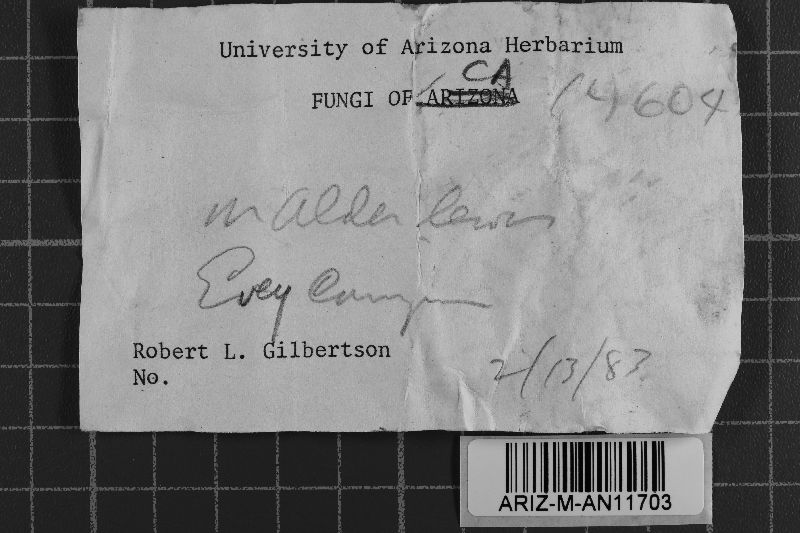 University of Arizona Herbarium
CA
FUNGI OF ARIZONA 14604
on Alder leaves
Evey Canyon
Robert L. Gilbertson
No.
2/13/83
ARIZ-M-AN11703